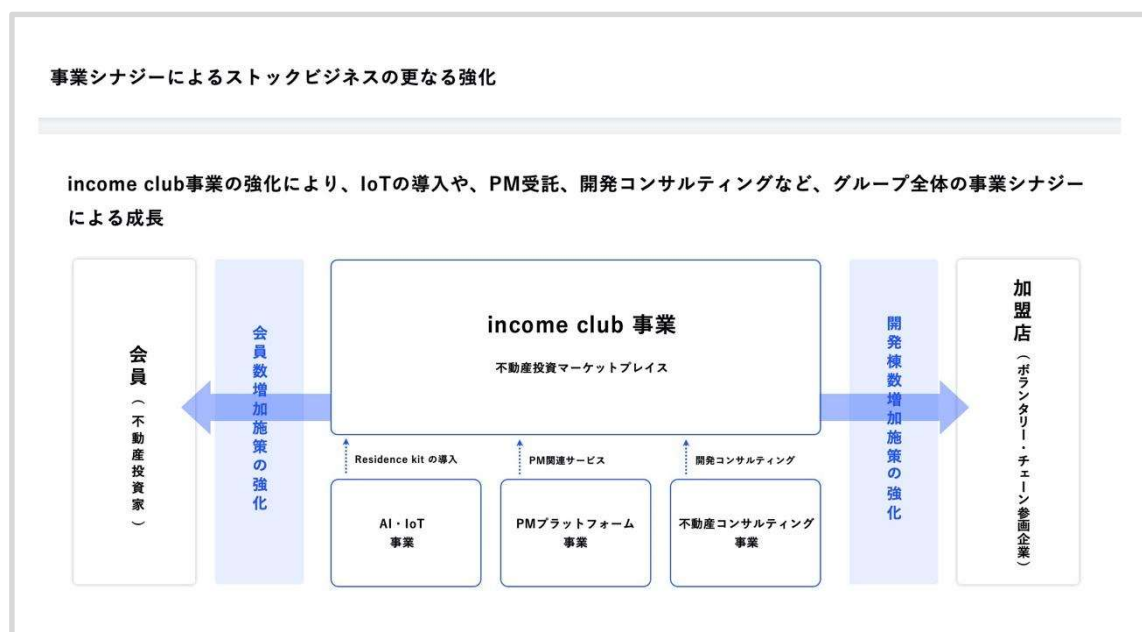 事業シナジーによるストックビジネスの更なる強化
income club事業の強化により、IoTの導入や、PM受託、開発コンサルティングなど、グループ全体の事業シナジー
による成長
会員（不動産投資家）
会員数増加施策の強化
income club 事業
不動産投資マーケットプレイス
Residence kit の導入
PM関連サービス
開発コンサルティング
AI・IoT
事業
PMプラットフォーム
事業
不動産コンサルティング
事業
開発棟数増加施策の強化
加盟店（ボランタリー・チェーン参画企業）